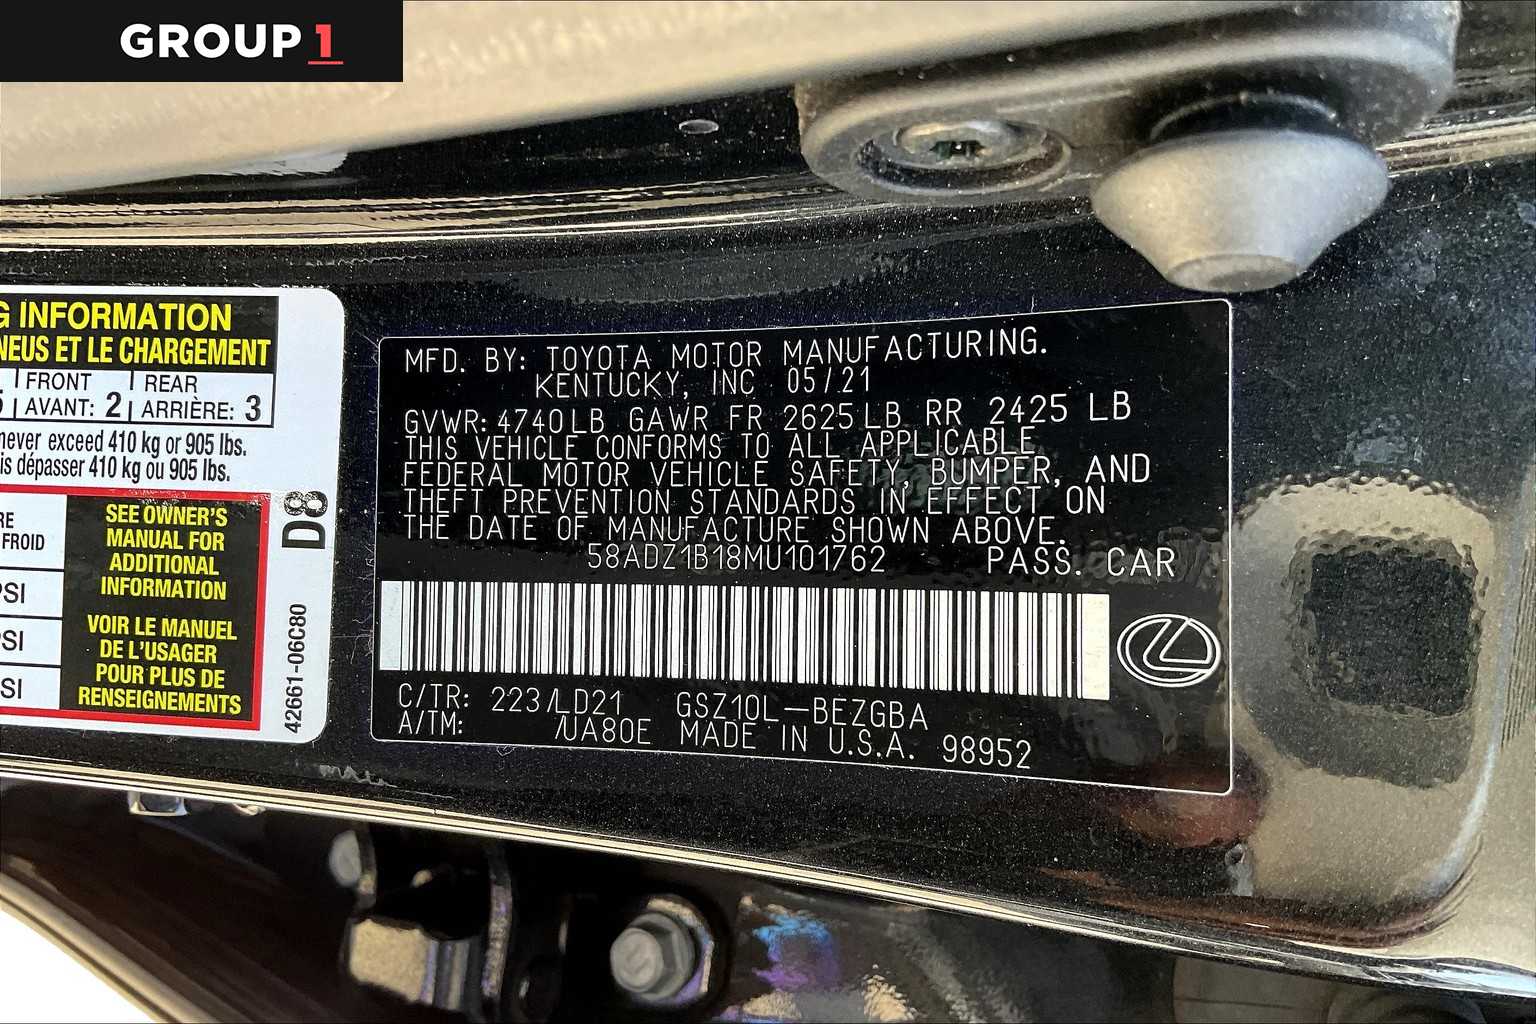 GROUP 1
G INFORMATION
NEUS ET LE CHARGEMENT
FRONT REAR
AVANT: 2 ARRIÈRE: 3
never exceed 410 kg or 905 lbs.
is dépasser 410 kg ou 905 lbs.
RE
FROID
PSI
PSI
SI
SEE OWNER'S
MANUAL FOR
ADDITIONAL
INFORMATION
VOIR LE MANUEL
DE L'USAGER
POUR PLUS DE
RENSEIGNEMENTS
D8
42661-06C80
MFD. BY: TOYOTA MOTOR MANUFACTURING.
KENTUCKY, INC 05/21
GVWR: 4740LB GAWR FR 2625LB RR 2425 LB
THIS VEHICLE CONFORMS TO ALL APPLICABLE
FEDERAL MOTOR VEHICLE SAFETY, BUMPER, AND
THEFT PREVENTION STANDARDS IN EFFECT ON
THE DATE OF MANUFACTURE SHOWN ABOVE.
58ADZ1B18MU101762 PASS. CAR
C/TR: 223/LD21 GSZ10L-BEZGBA
A/TM: /UA80E MADE IN U.S.A. 98952